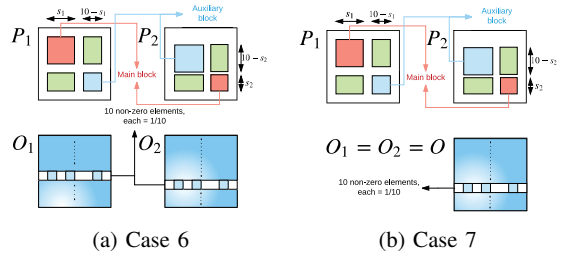 s₁ 10−s₁
Auxiliary
block
P₁
P₂
10−s₂
s₂
Main block
10 non-zero elements,
each = 1/10
O₁
O₂
(a) Case 6
s₁ 10−s₁
Auxiliary
block
P₁
P₂
10−s₂
s₂
Main block
O₁ = O₂ = O
10 non-zero elements,
each = 1/10
(b) Case 7